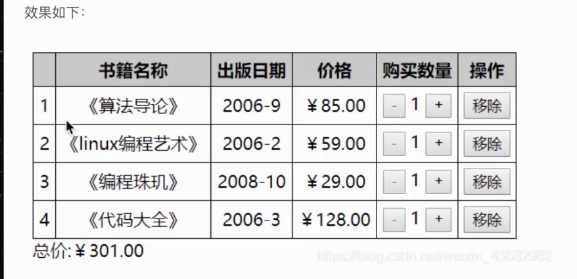 效果如下：
书籍名称 出版日期 价格 购买数量 操作
1 《算法导论》 2006-9 ￥85.00 - 1 + 移除
2 《linux编程艺术》 2006-2 ￥59.00 - 1 + 移除
3 《编程珠玑》 2008-10 ￥29.00 - 1 + 移除
4 《代码大全》 2006-3 ￥128.00 - 1 + 移除
总价:￥301.00
https://blog.csdn.net/weixin_43682982